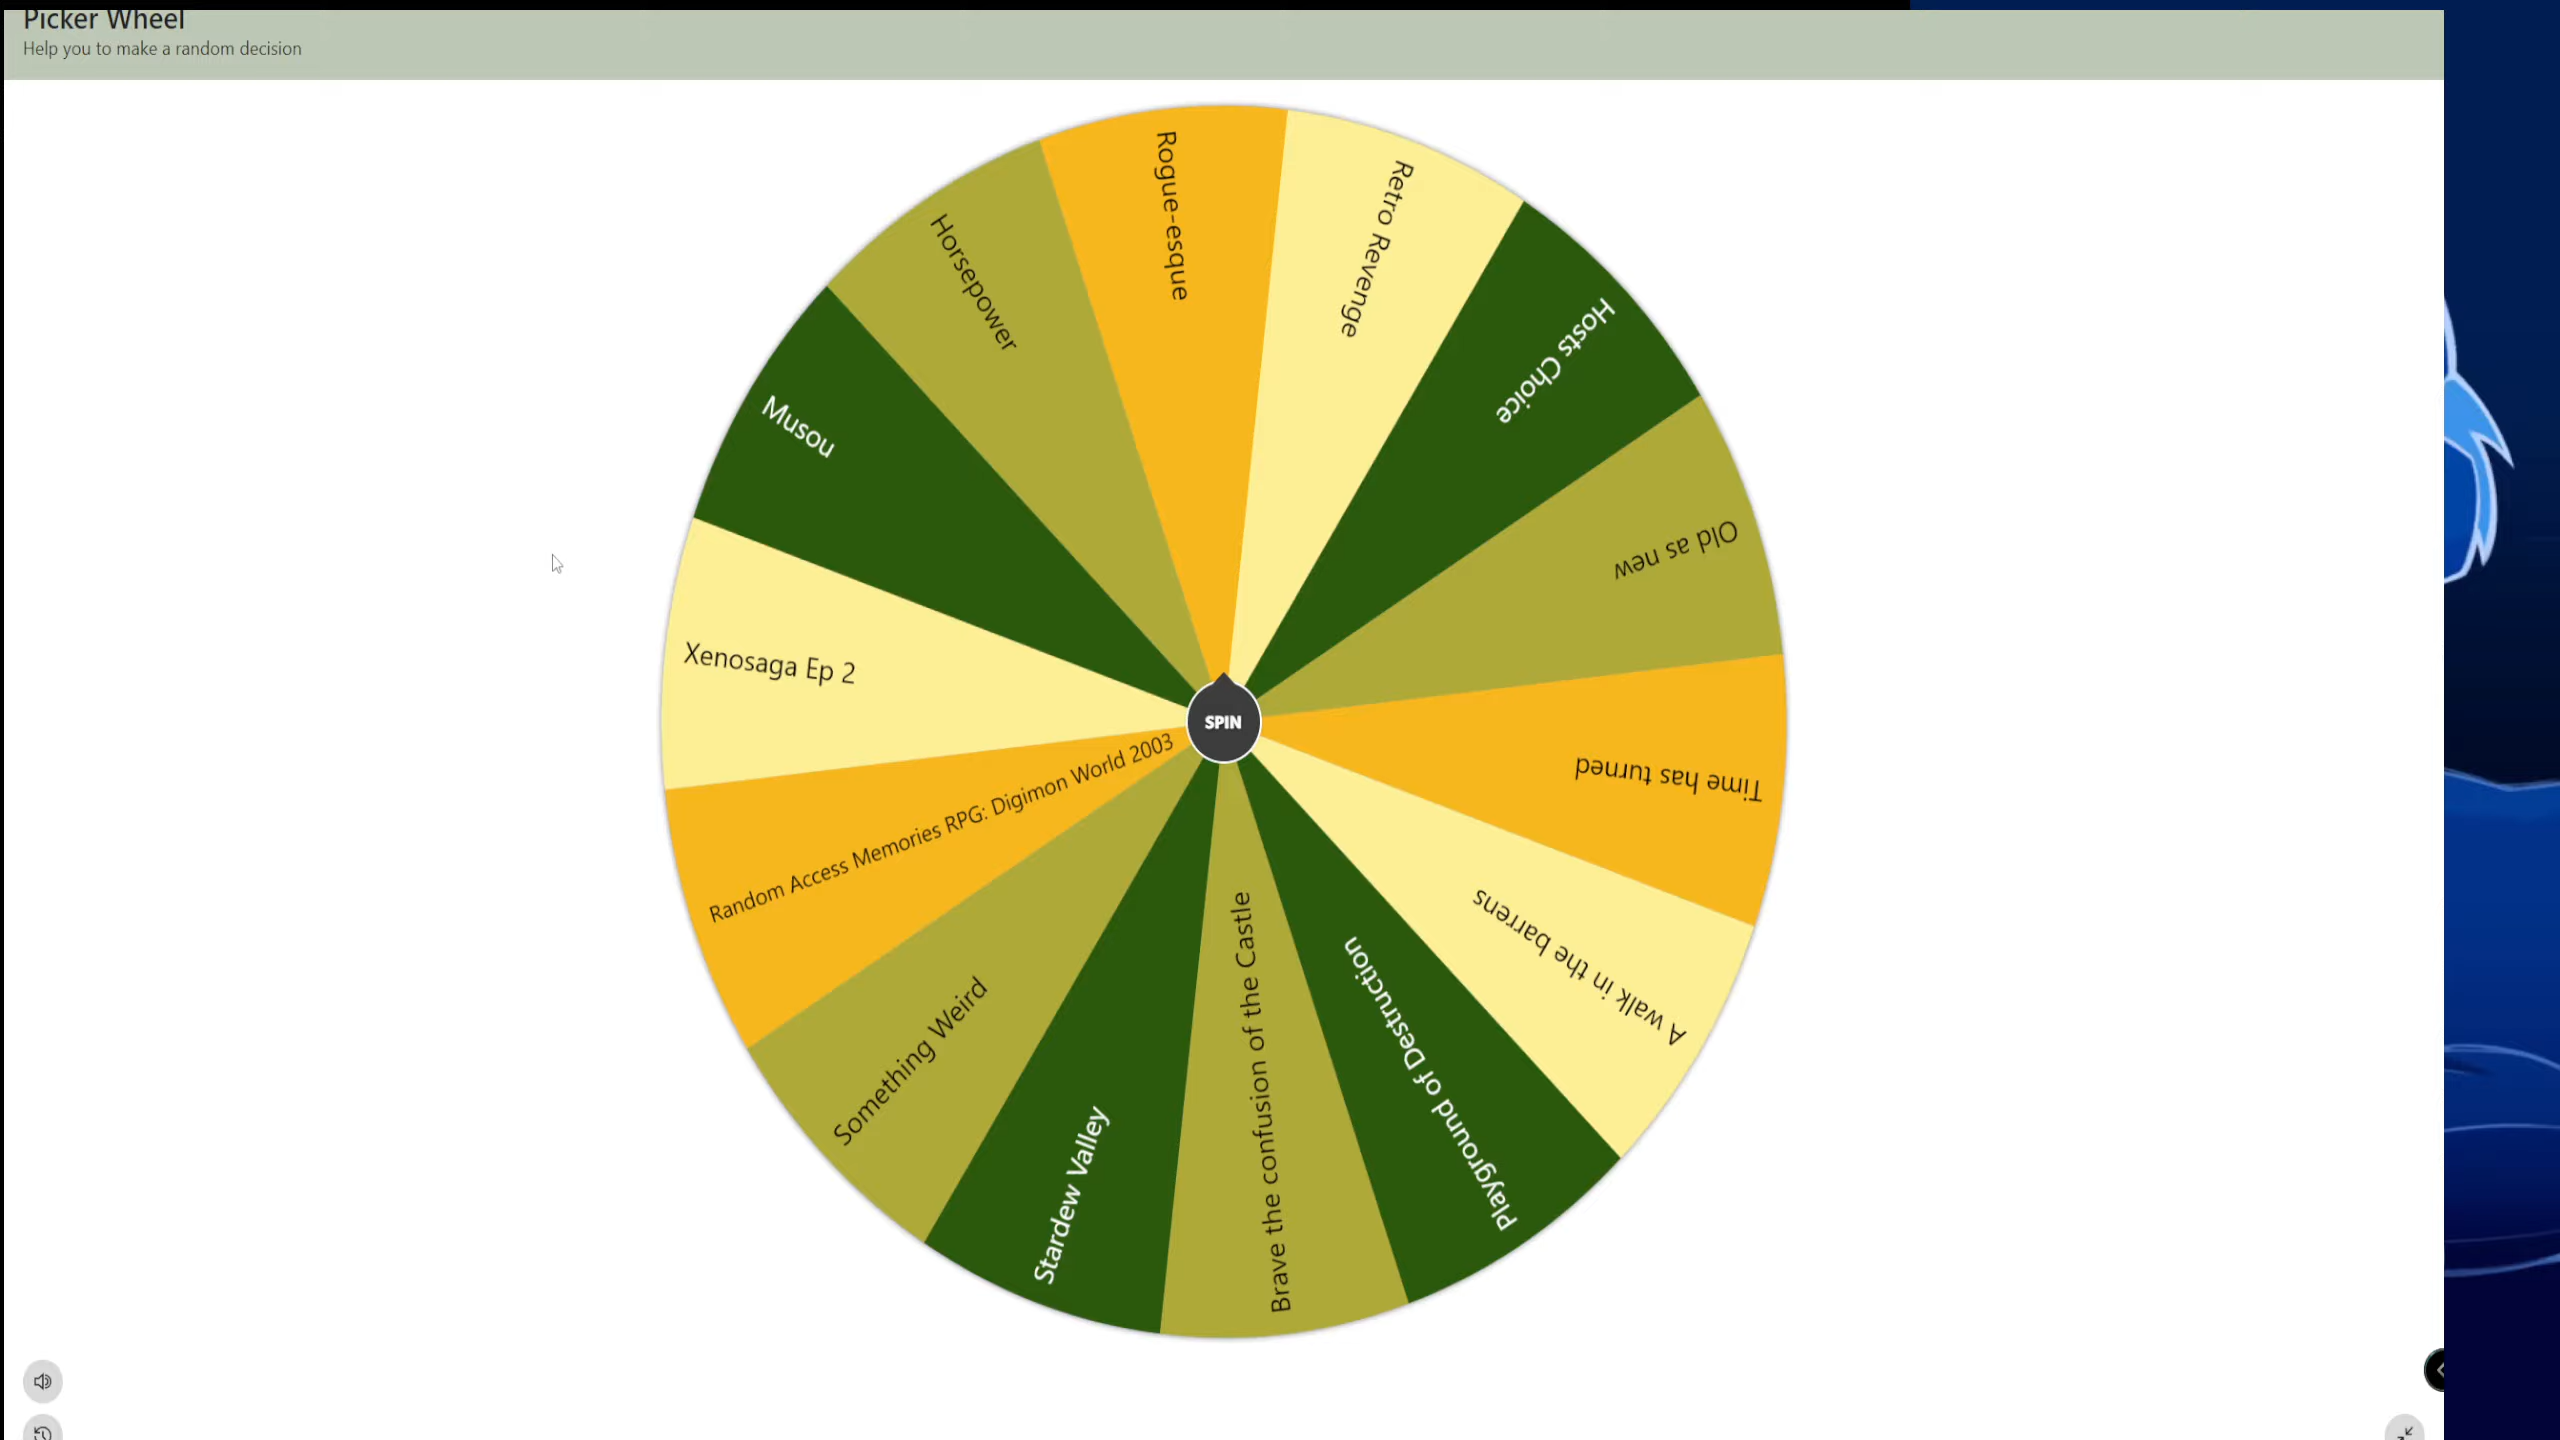 Picker Wheel
Help you to make a random decision
Rogue-esque
Retro Revenge
Hosts Choice
Old as new
Time has turned
A walk in the barrens
Playground of Destruction
Brave the confusion of the Castle
Stardew Valley
Something Weird
Random Access Memories RPG: Digimon World 2003
Xenosaga Ep 2
Musou
Horsepower
SPIN